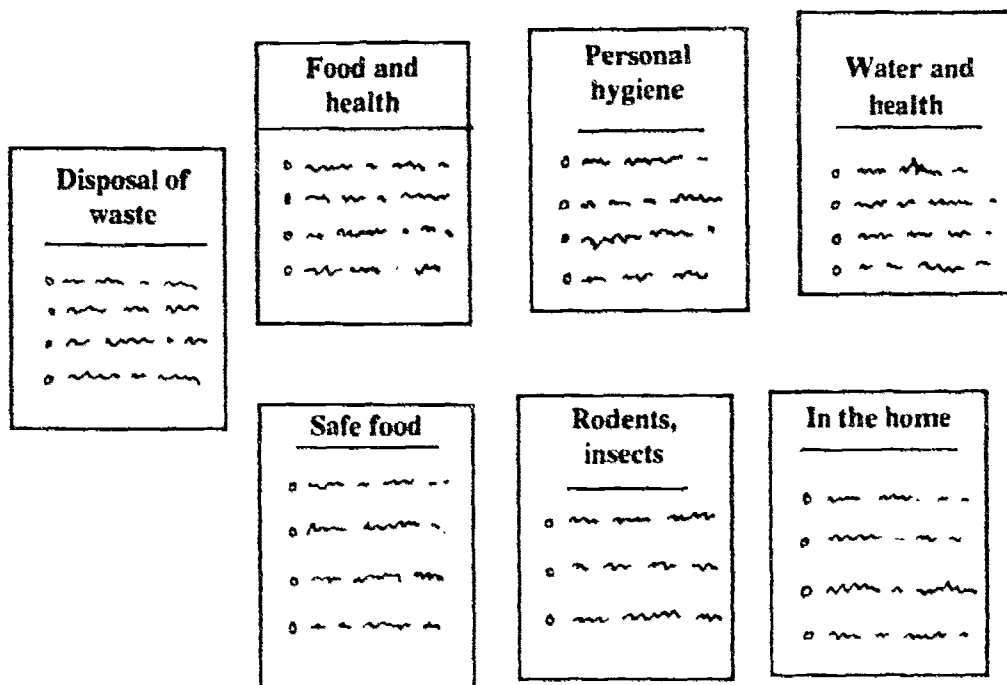 Food and
health
Personal
hygiene
Water and
health
Disposal of
waste
Safe food
Rodents,
insects
In the home